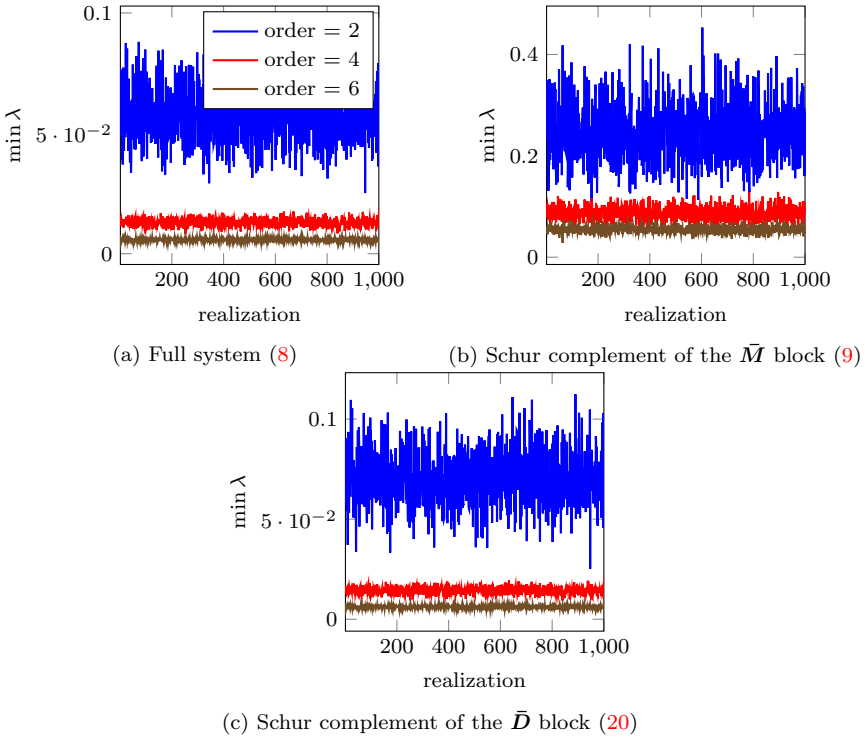 0.1
5 · 10⁻²
0
min λ
order = 2
order = 4
order = 6
200 400 600 800 1,000
realization
(a) Full system (8)
0.4
0.2
0
min λ
200 400 600 800 1,000
realization
(b) Schur complement of the M̄ block (9)
0.1
5 · 10⁻²
0
min λ
200 400 600 800 1,000
realization
(c) Schur complement of the D̄ block (20)